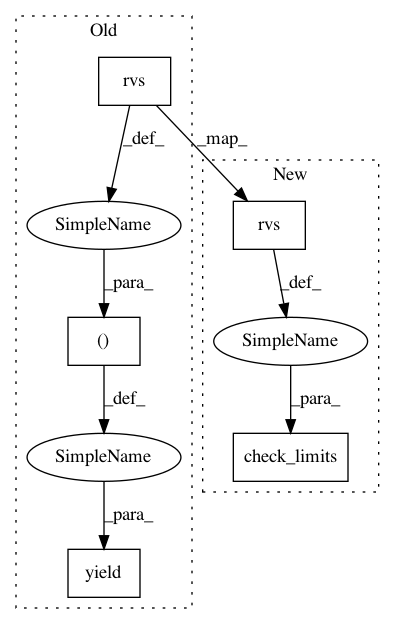 Old
rvs
_def_
_map_
New
SimpleName
rvs
_para_
_def_
()
SimpleName
_def_
_para_
SimpleName
check_limits
_para_
yield